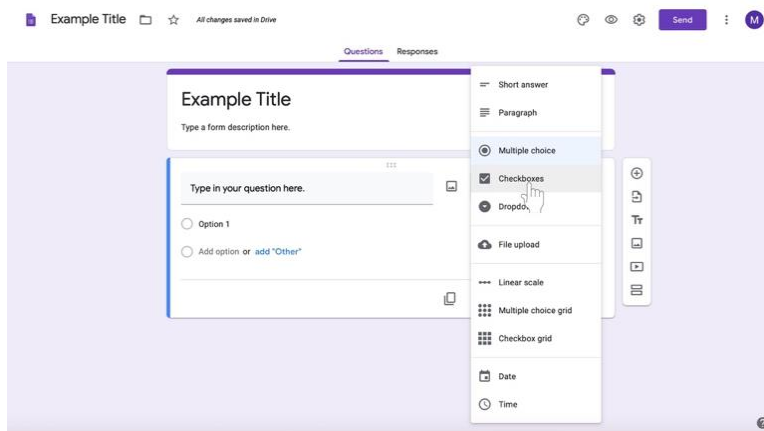 Example Title
All changes saved in Drive
Send
M
Questions
Responses
Example Title
Type a form description here.
Type in your question here.
Option 1
Add option or add "Other"
Short answer
Paragraph
Multiple choice
Checkboxes
File upload
Linear scale
Multiple choice grid
Checkbox grid
Date
Time
Tт